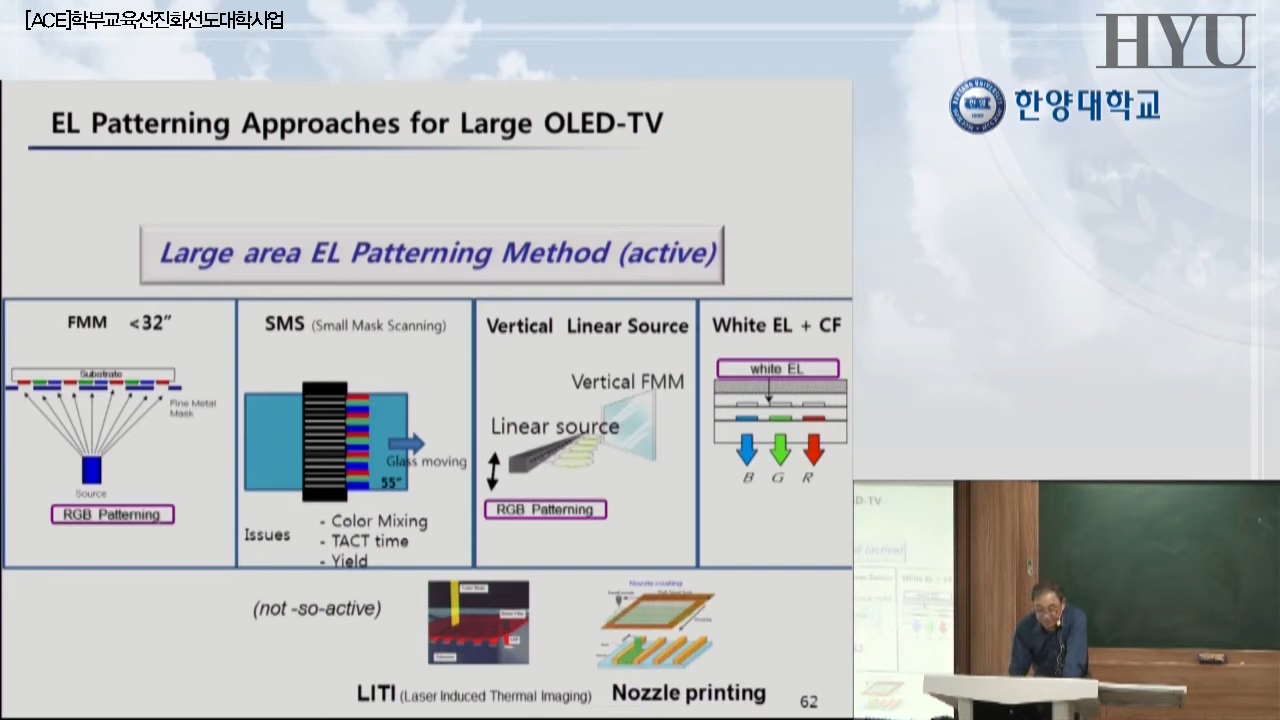 [ACE]학부교육선진화선도대학사업
HYU
한양대학교
EL Patterning Approaches for Large OLED-TV
Large area EL Patterning Method (active)
FMM <32"
Substrate
Fine Metal
Mask
Source
RGB Patterning
SMS (Small Mask Scanning)
Glass moving
55"
Issues
- Color Mixing
- TACT time
- Yield
Vertical Linear Source
Vertical FMM
Linear source
RGB Patterning
White EL + CF
white EL
B G R
(not -so-active)
LITI (Laser Induced Thermal Imaging)
Nozzle coating
Nozzle printing
62